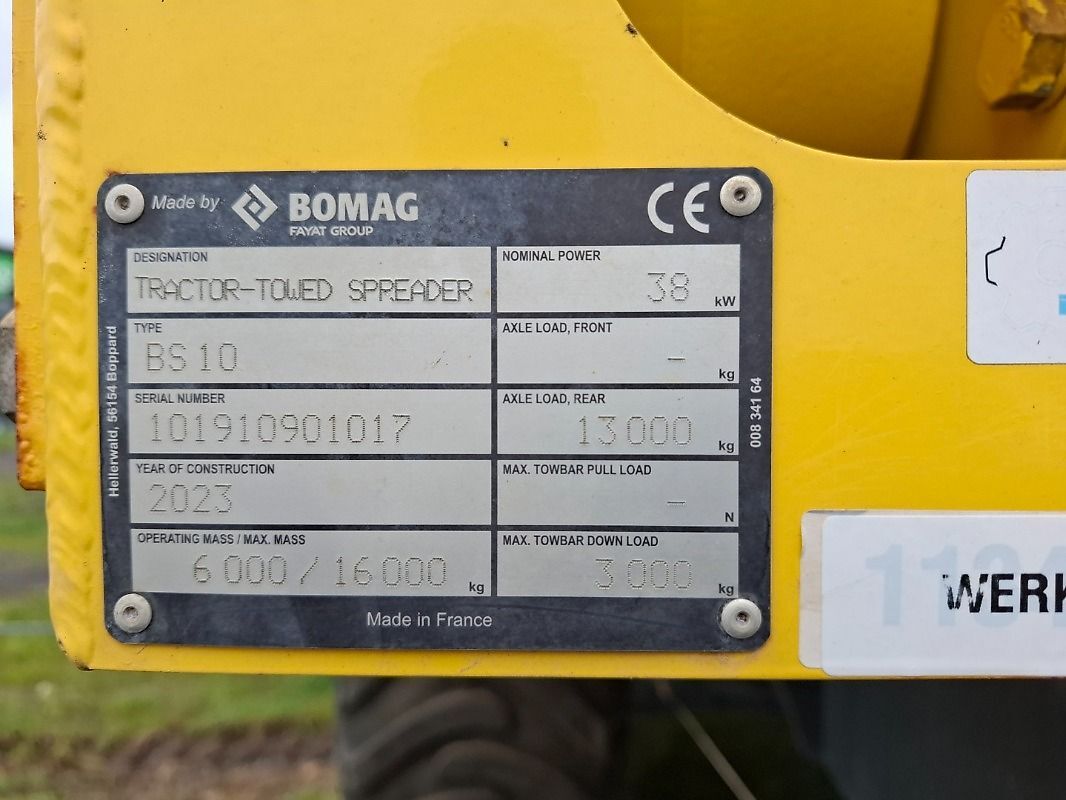 Made by BOMAG
FAYAT GROUP
CE
DESIGNATION
TRACTOR-TOWED SPREADER
NOMINAL POWER
38 kW
TYPE
BS10
AXLE LOAD, FRONT
- kg
SERIAL NUMBER
101910901017
AXLE LOAD, REAR
13 000 kg
YEAR OF CONSTRUCTION
2023
MAX. TOWBAR PULL LOAD
- N
OPERATING MASS / MAX. MASS
6 000 / 16 000 kg
MAX. TOWBAR DOWN LOAD
3 000 kg
Made in France
Hellerwald, 56154 Boppard
008 341 64
WERK